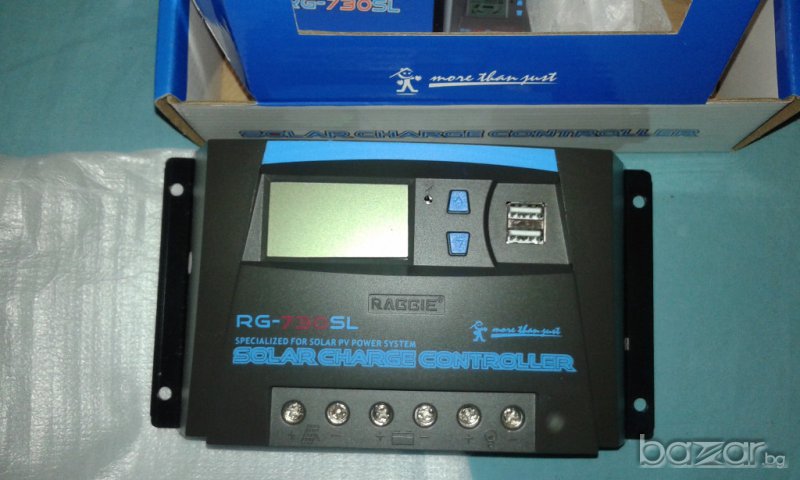 RG-730SL
more than just
SOLAR CHARGE CONTROLLER
RAGGIE®
RG-730SL
more than just
SPECIALIZED FOR SOLAR PV POWER SYSTEM
SOLAR CHARGE CONTROLLER
+ - + - + -
bazar.bg